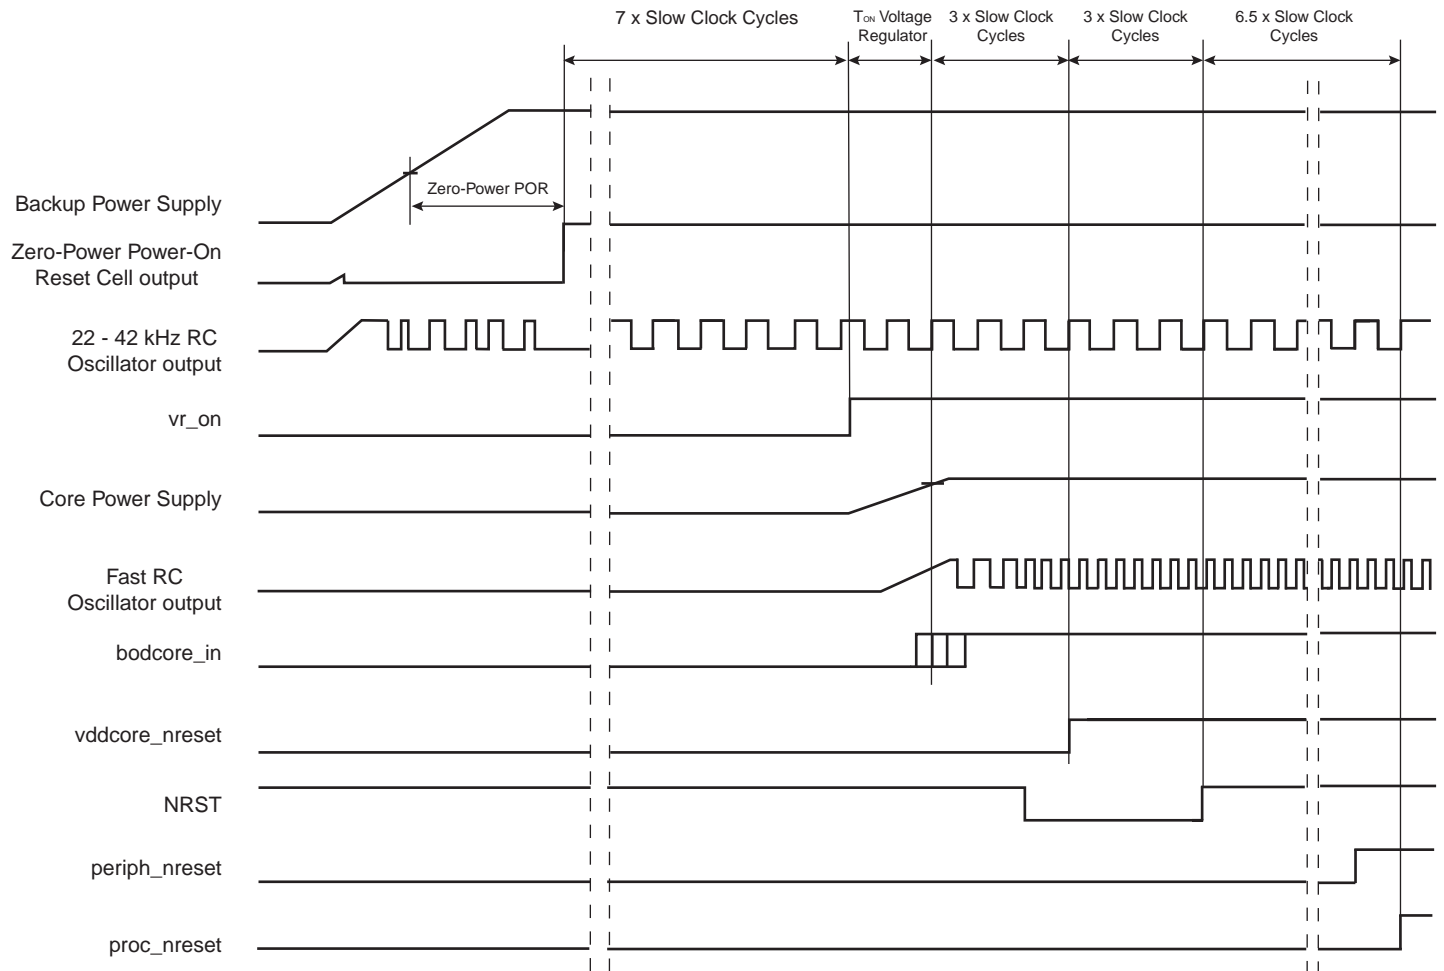 7 x Slow Clock Cycles
TON Voltage
Regulator
3 x Slow Clock
Cycles
3 x Slow Clock
Cycles
6.5 x Slow Clock
Cycles
Zero-Power POR
Backup Power Supply
Zero-Power Power-On
Reset Cell output
22 - 42 kHz RC
Oscillator output
vr_on
Core Power Supply
Fast RC
Oscillator output
bodcore_in
vddcore_nreset
NRST
periph_nreset
proc_nreset